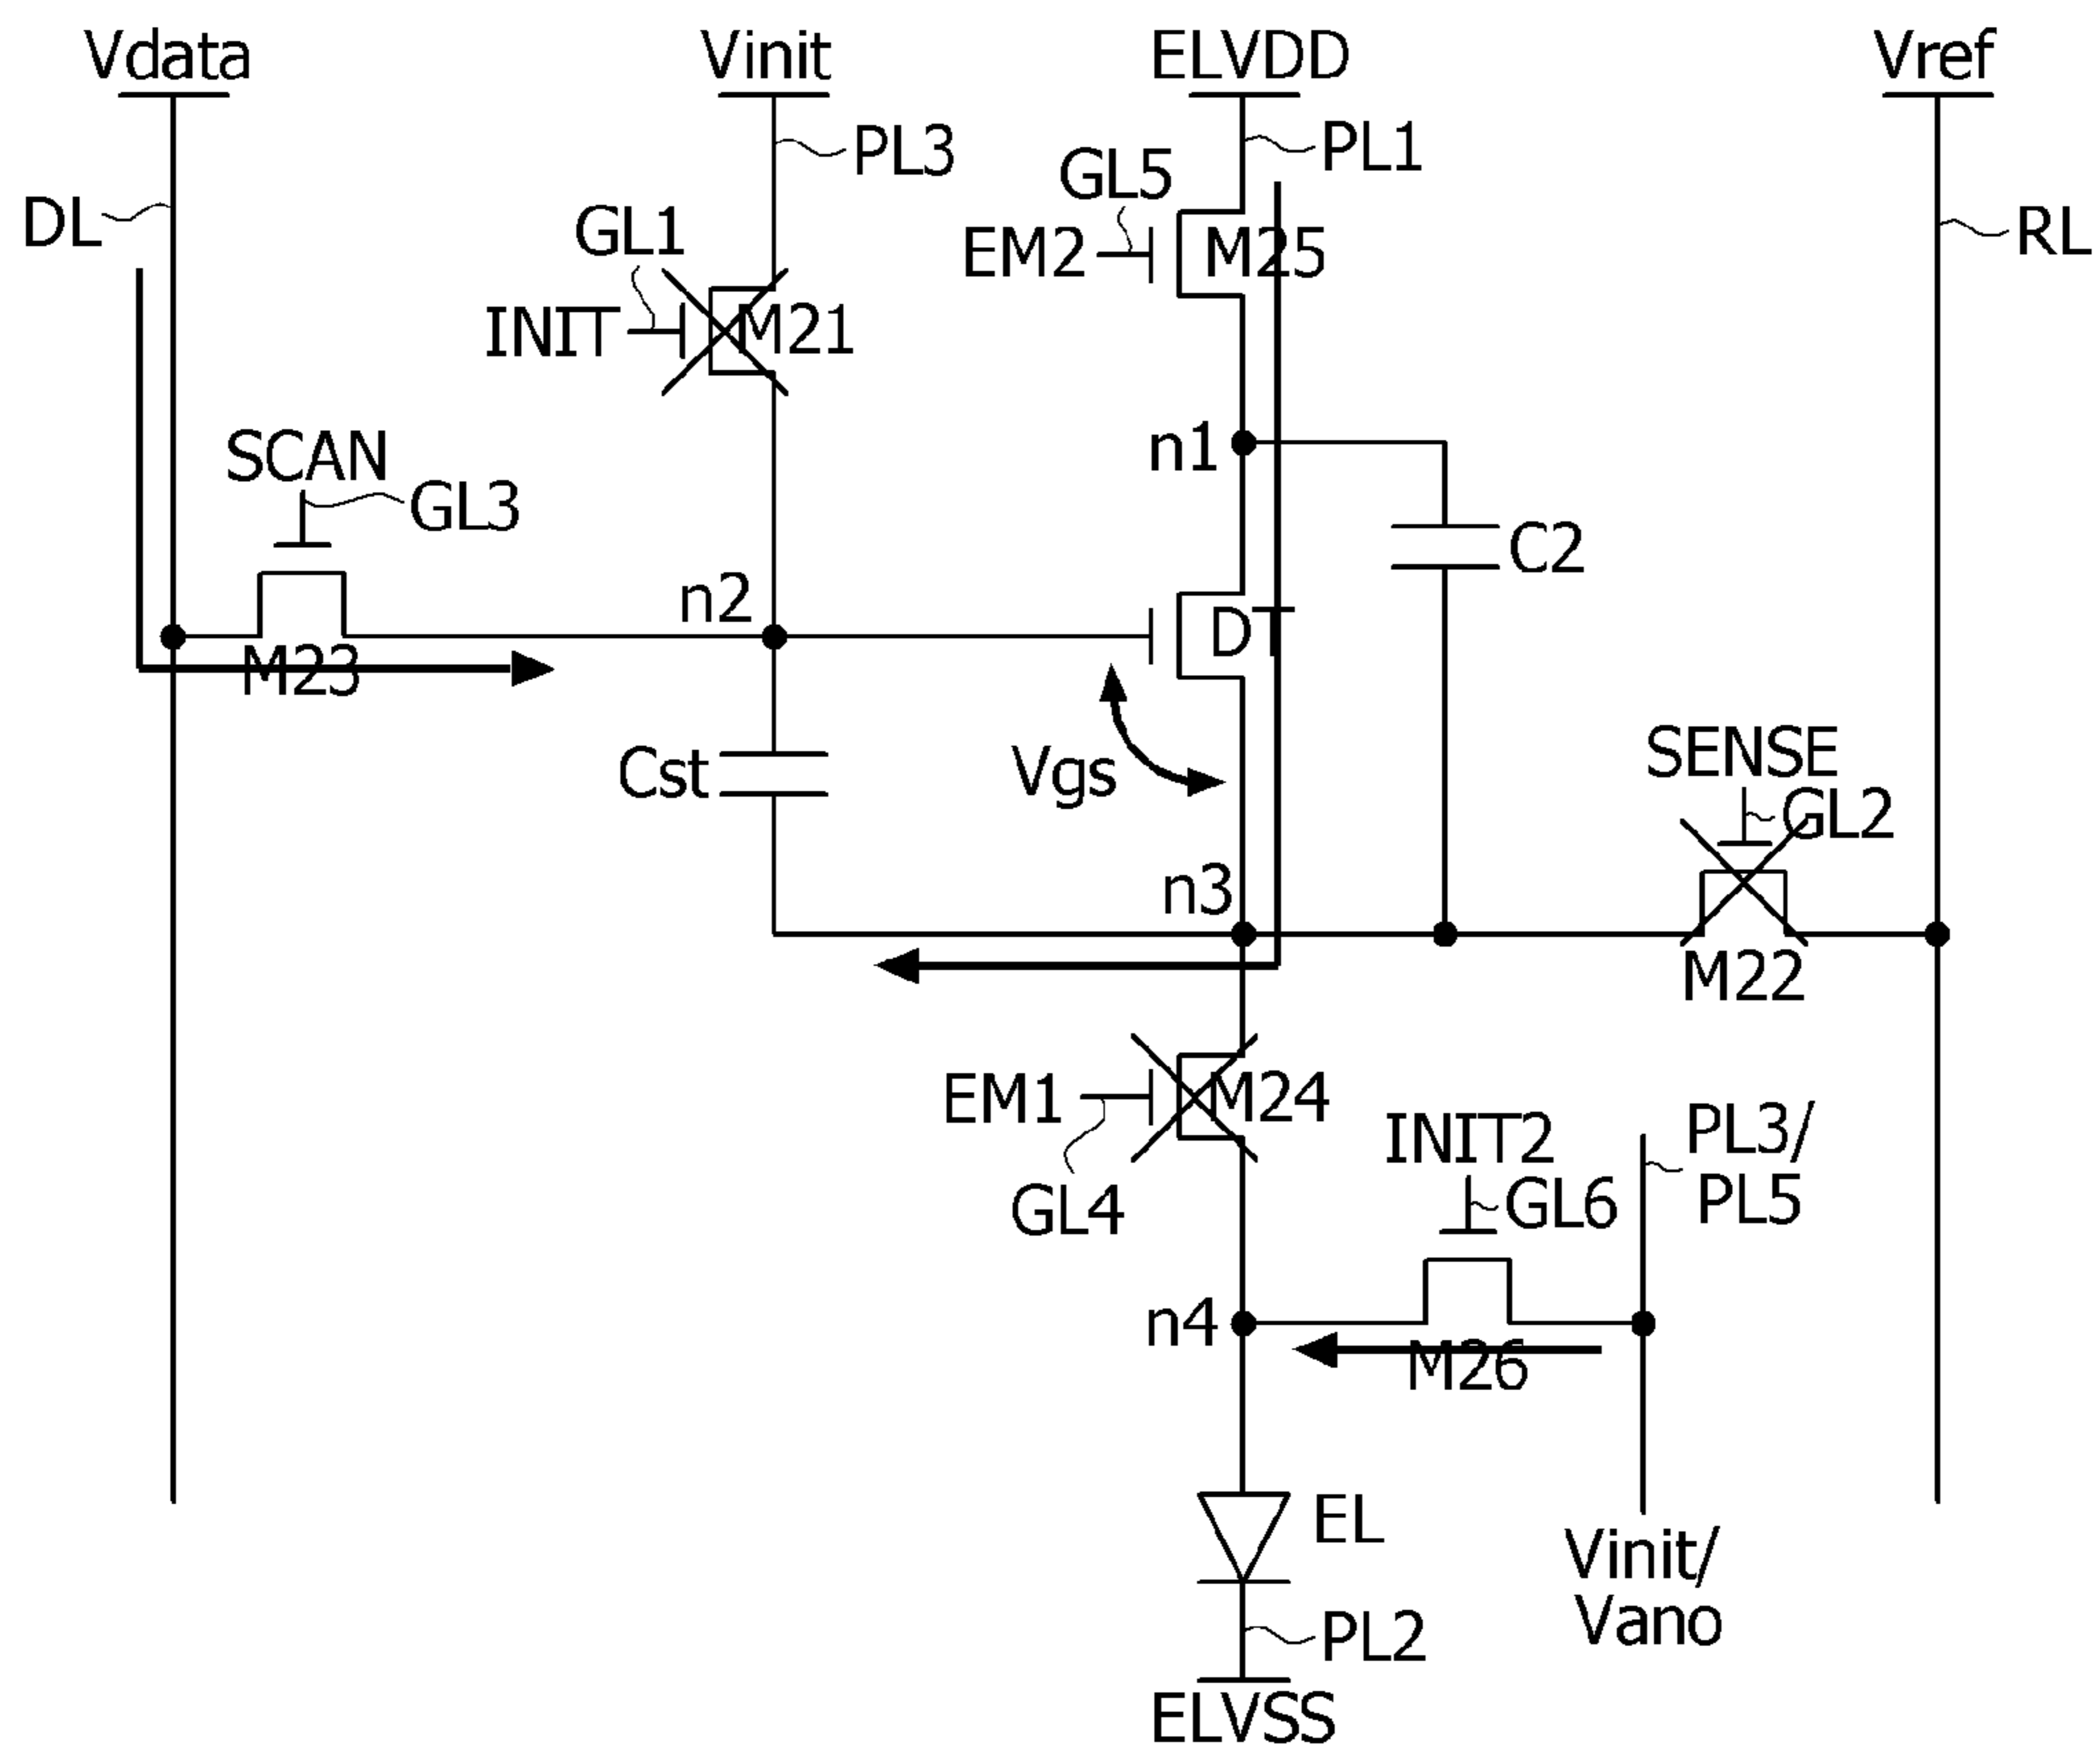 Vdata
Vinit
ELVDD
Vref
PL3
PL1
DL
GL1
GL5
EM2
M25
RL
INIT
M21
SCAN
GL3
n1
C2
n2
DT
M23
Cst
Vgs
SENSE
GL2
n3
M22
EM1
M24
GL4
INIT2
GL6
PL3/
PL5
n4
M26
EL
Vinit/
Vano
PL2
ELVSS